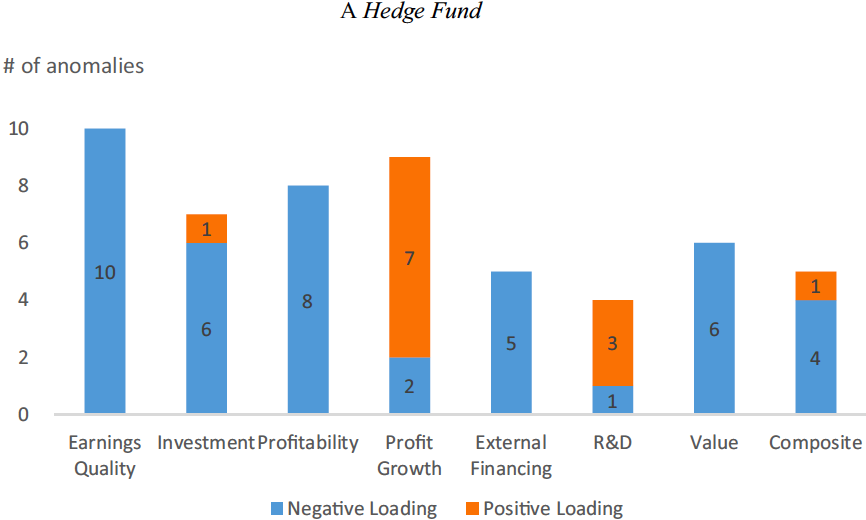 A Hedge Fund
# of anomalies
10
8
6
4
2
0
10
1
6
8
7
2
5
3
1
6
1
4
Earnings Quality
Investment
Profitability
Profit Growth
External Financing
R&D
Value
Composite
Negative Loading
Positive Loading